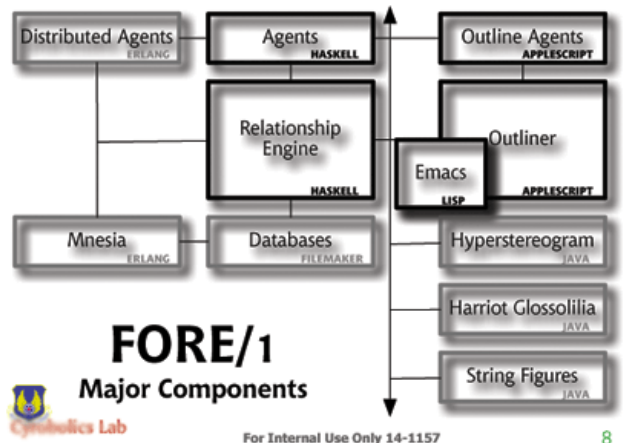 Distributed Agents
ERLANG
Agents
HASKELL
Outline Agents
APPLESCRIPT
Relationship
Engine
HASKELL
Outliner
APPLESCRIPT
Emacs
LISP
Mnesia
ERLANG
Databases
FILEMAKER
Hyperstereogram
JAVA
Harriot Glossolilia
JAVA
String Figures
JAVA
FORE/1
Major Components
Cymbolics Lab
For Internal Use Only 14-1157
8